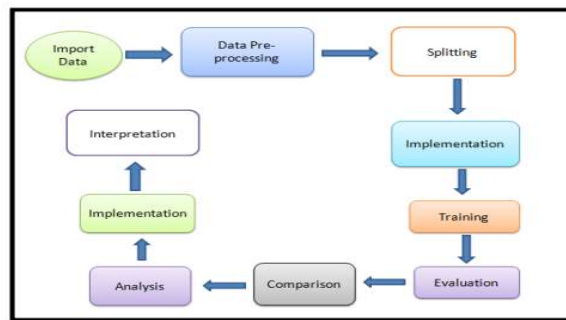 Import
Data
Data Pre-
processing
Splitting
Implementation
Training
Evaluation
Comparison
Analysis
Implementation
Interpretation